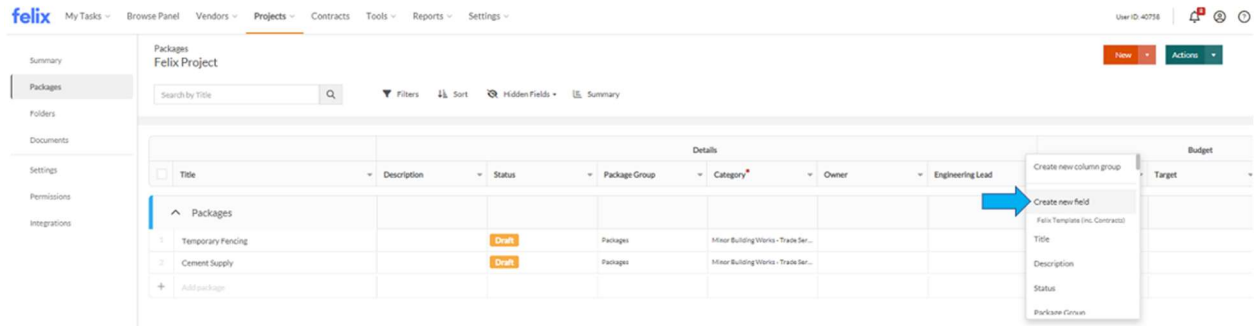 felix My Tasks Browse Panel Vendors Projects Contracts Tools Reports Settings User ID: 40758 8
Summary
Packages
Folders
Documents
Settings
Permissions
Integrations
Packages
Felix Project
New Actions
Search by Title Filters Sort Hidden Fields Summary
Details Budget
Title Description Status Package Group Category* Owner Engineering Lead Target
Packages
1 Temporary Fencing Draft Packages Minor Building Works - Trade Ser...
2 Cement Supply Draft Packages Minor Building Works - Trade Ser...
+ Add package
Create new column group
Create new field
Felix Template (inc. Contracts)
Title
Description
Status
Package Group